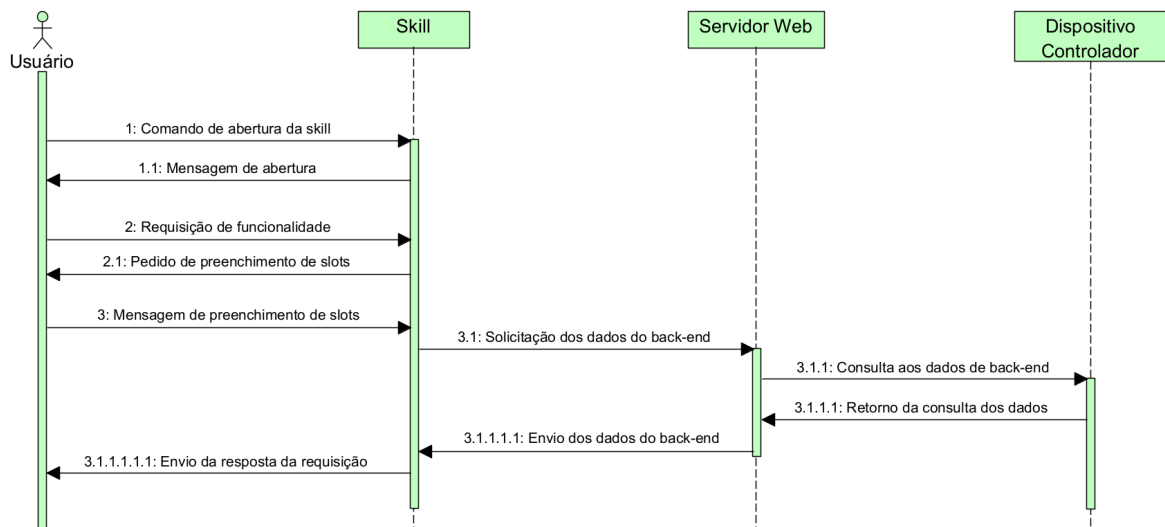 Usuário
Skill
Servidor Web
Dispositivo
Controlador
1: Comando de abertura da skill
1.1: Mensagem de abertura
2: Requisição de funcionalidade
2.1: Pedido de preenchimento de slots
3: Mensagem de preenchimento de slots
3.1: Solicitação dos dados do back-end
3.1.1: Consulta aos dados de back-end
3.1.1.1: Retorno da consulta dos dados
3.1.1.1.1: Envio dos dados do back-end
3.1.1.1.1.1: Envio da resposta da requisição